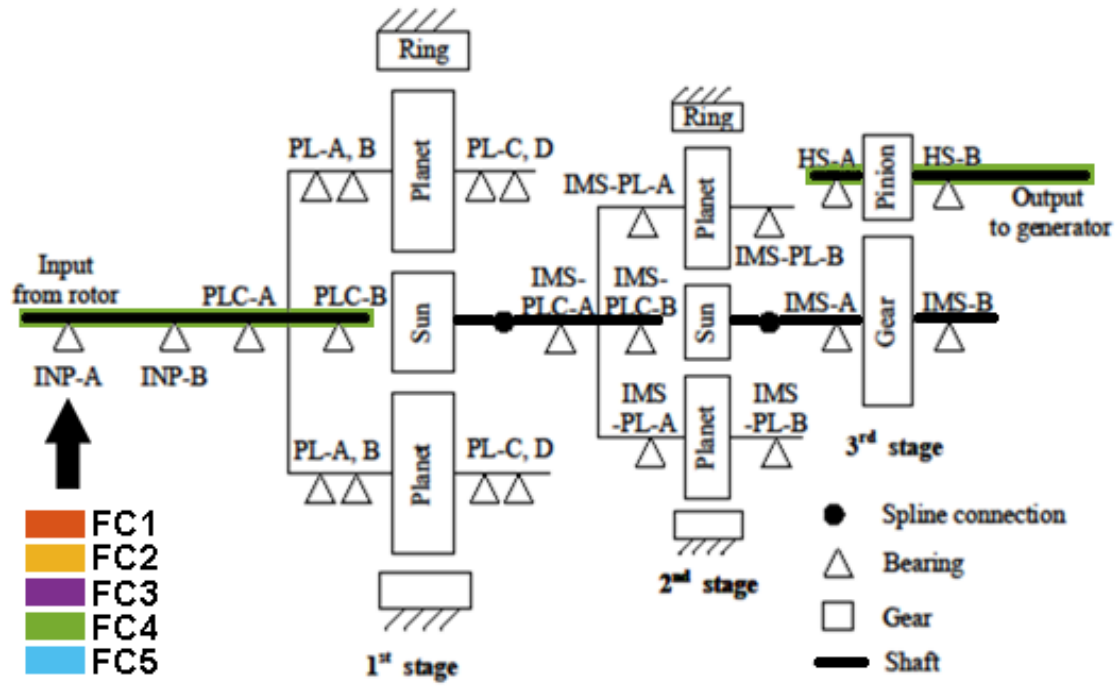 Ring
PL-A, B
Planet
PL-C, D
Input
from rotor
PLC-A
PLC-B
Sun
INP-A
INP-B
PL-A, B
Planet
PL-C, D
1st stage
Ring
IMS-PL-A
Planet
IMS-PL-B
IMS-
PLC-A
IMS-
PLC-B
Sun
IMS
-PL-A
Planet
IMS
-PL-B
2nd stage
HS-A
Pinion
HS-B
Output
to generator
IMS-A
Gear
IMS-B
3rd stage
FC1
FC2
FC3
FC4
FC5
Spline connection
Bearing
Gear
Shaft